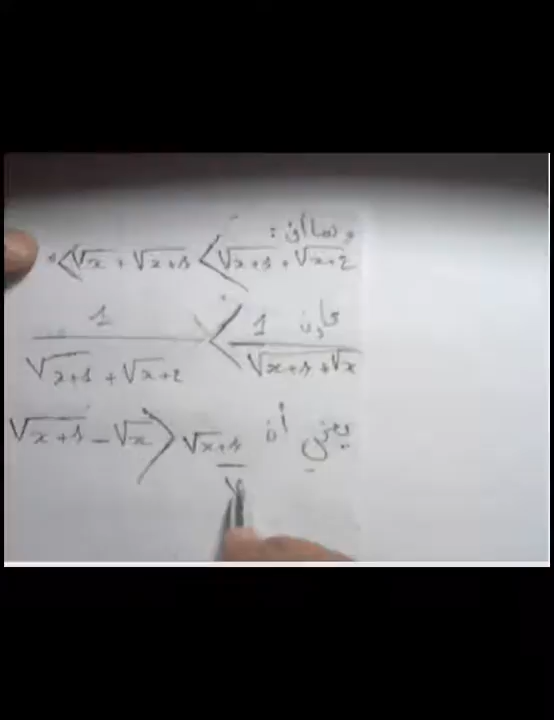 وبما أن :
0 < √x + √x+1 < √x+1 + √x+2
فإن 1/(√x+1 + √x+2) < 1/(√x+1 + √x)
يعني أن √x+1 - √x > √x+1